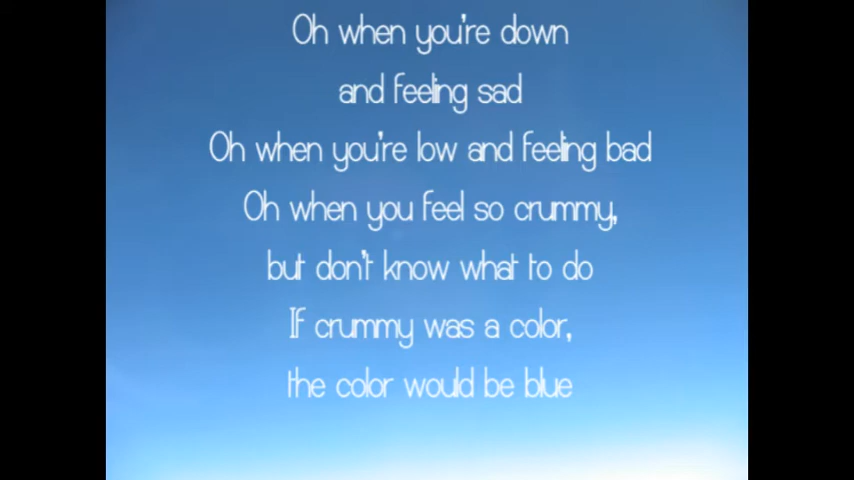 Oh when you're down
and feeling sad
Oh when you're low and feeling bad
Oh when you feel so crummy,
but don't know what to do
If crummy was a color,
the color would be blue